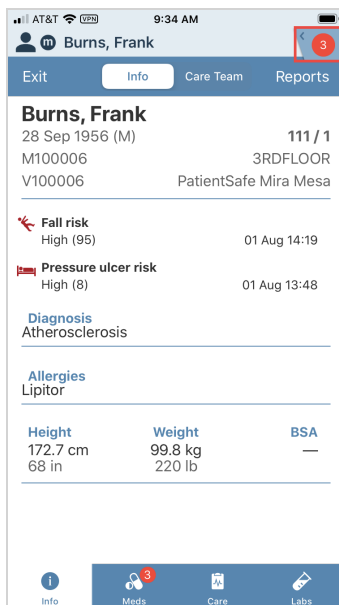 AT&T VPN 9:34 AM
m Burns, Frank 3
Exit Info Care Team Reports
Burns, Frank
28 Sep 1956 (M) 111 / 1
M100006 3RDFLOOR
V100006 PatientSafe Mira Mesa
Fall risk
High (95) 01 Aug 14:19
Pressure ulcer risk
High (8) 01 Aug 13:48
Diagnosis
Atherosclerosis
Allergies
Lipitor
Height Weight BSA
172.7 cm 99.8 kg —
68 in 220 lb
3
Info Meds Care Labs